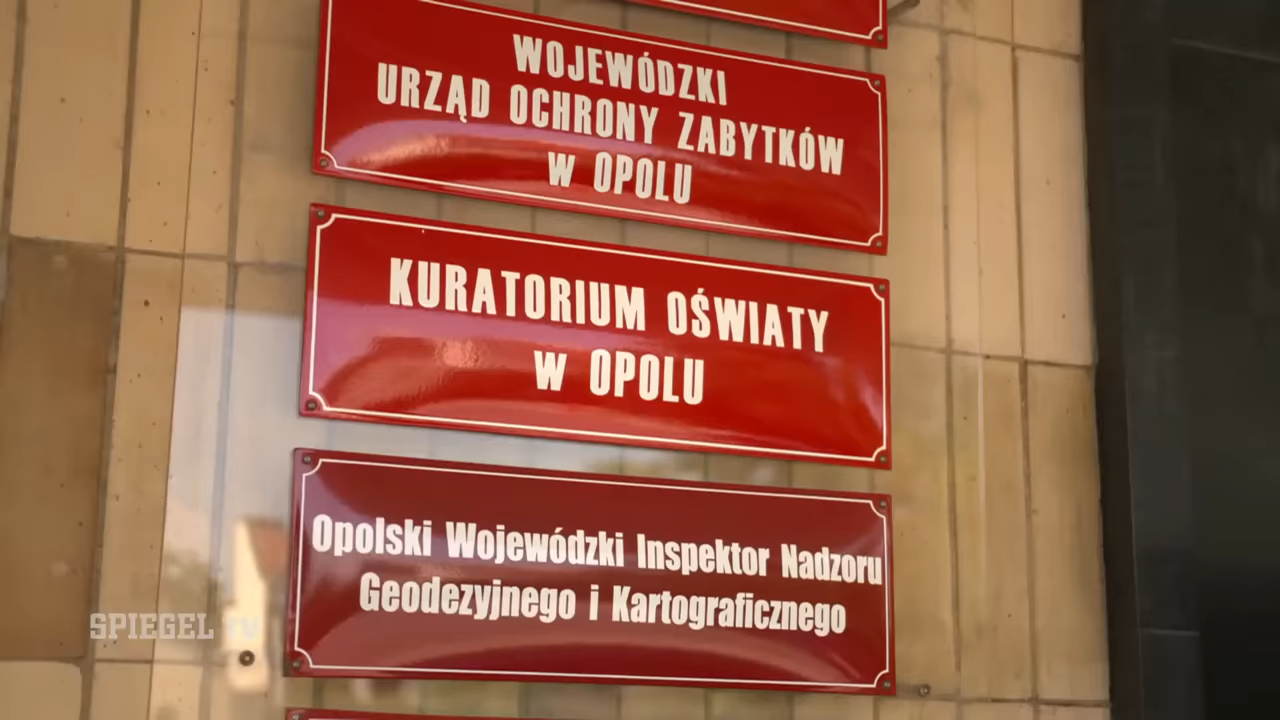 WOJEWÓDZKI
URZĄD OCHRONY ZABYTKÓW
W OPOLU
KURATORIUM OŚWIATY
W OPOLU
Opolski Wojewódzki Inspektor Nadzoru
Geodezyjnego i Kartograficznego
SPIEGEL TV